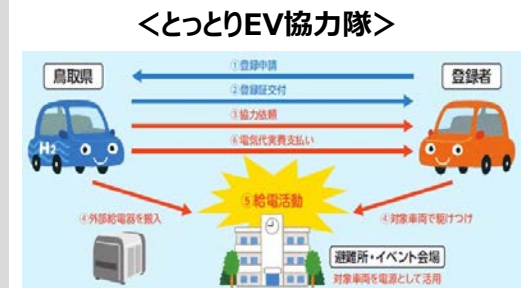 ＜とっとりEV協力隊＞
鳥取県
①登録申請
登録者
②登録証交付
③協力依頼
⑥電気代実費支払い
H2
⑤給電活動
④外部給電器を搬入
④対象車両で駆けつけ
避難所・イベント会場
対象車両を電源として活用